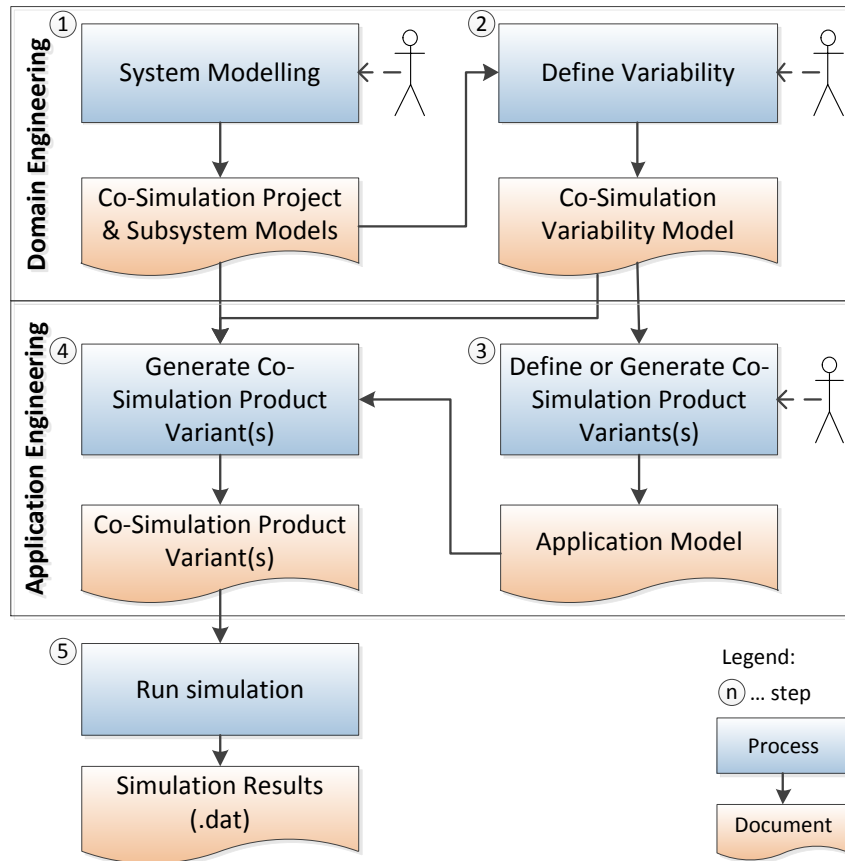 Domain Engineering
1
System Modelling
2
Define Variability
Co-Simulation Project
& Subsystem Models
Co-Simulation
Variability Model
Application Engineering
4
Generate Co-
Simulation Product
Variant(s)
3
Define or Generate Co-
Simulation Product
Variants(s)
Co-Simulation Product
Variant(s)
Application Model
5
Run simulation
Simulation Results
(.dat)
Legend:
n ... step
Process
Document